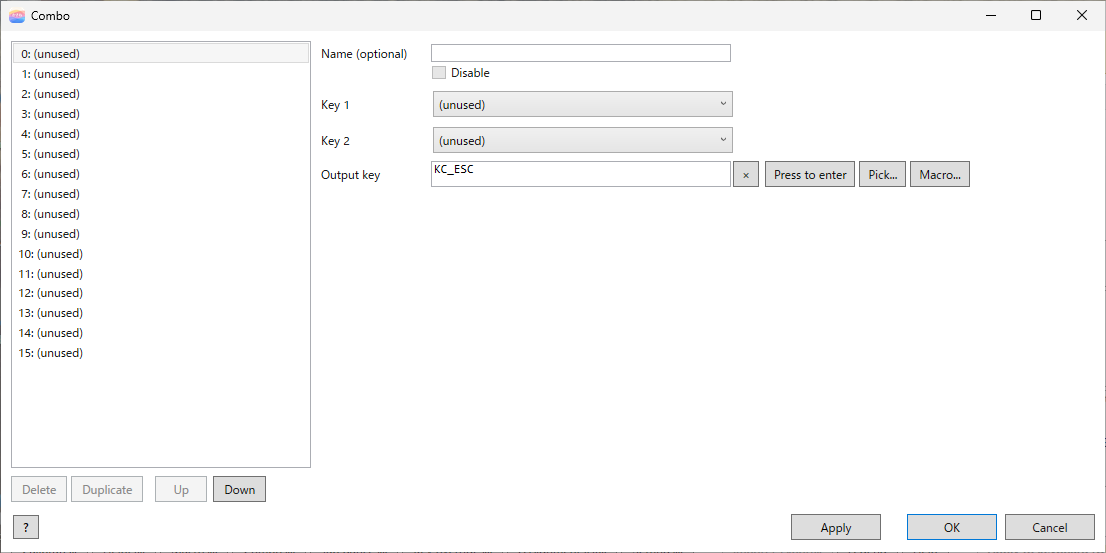 Combo
0: (unused)
1: (unused)
2: (unused)
3: (unused)
4: (unused)
5: (unused)
6: (unused)
7: (unused)
8: (unused)
9: (unused)
10: (unused)
11: (unused)
12: (unused)
13: (unused)
14: (unused)
15: (unused)
Delete Duplicate Up Down
Name (optional)
Disable
Key 1 (unused)
Key 2 (unused)
Output key KC_ESC × Press to enter Pick... Macro...
? Apply OK Cancel